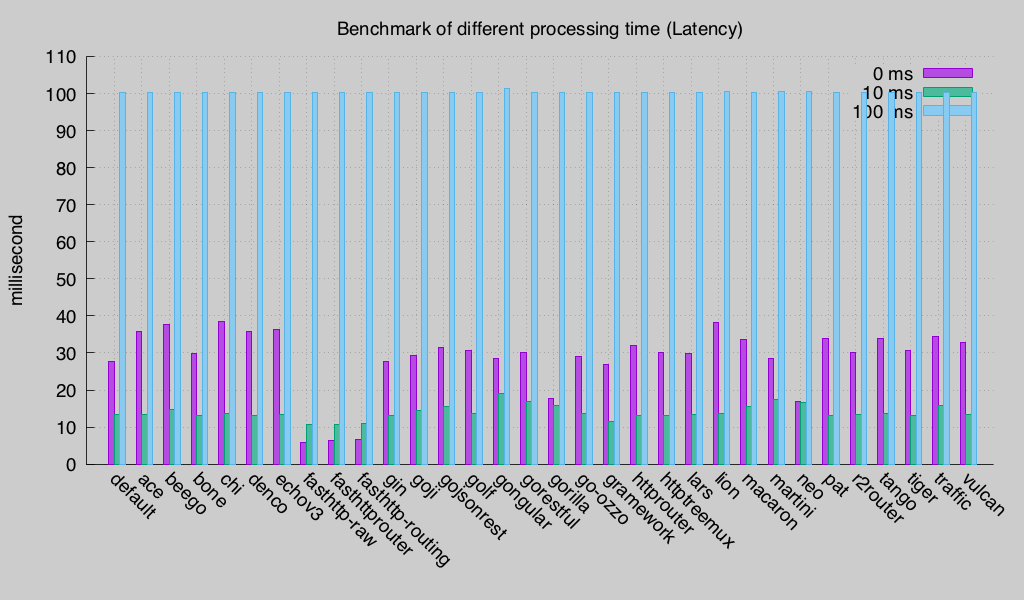 Benchmark of different processing time (Latency)
0 ms
10 ms
100 ms
millisecond
110
100
90
80
70
60
50
40
30
20
10
0
default
ace
beego
bone
chi
denco
echov3
fasthttp-raw
fasthttprouter
fasthttp-routing
gin
goji
gojsonrest
golf
gongular
gorestful
gorilla
go-ozzo
gramework
httprouter
httptreemux
lars
lion
macaron
martini
neo
pat
r2router
tango
tiger
traffic
vulcan